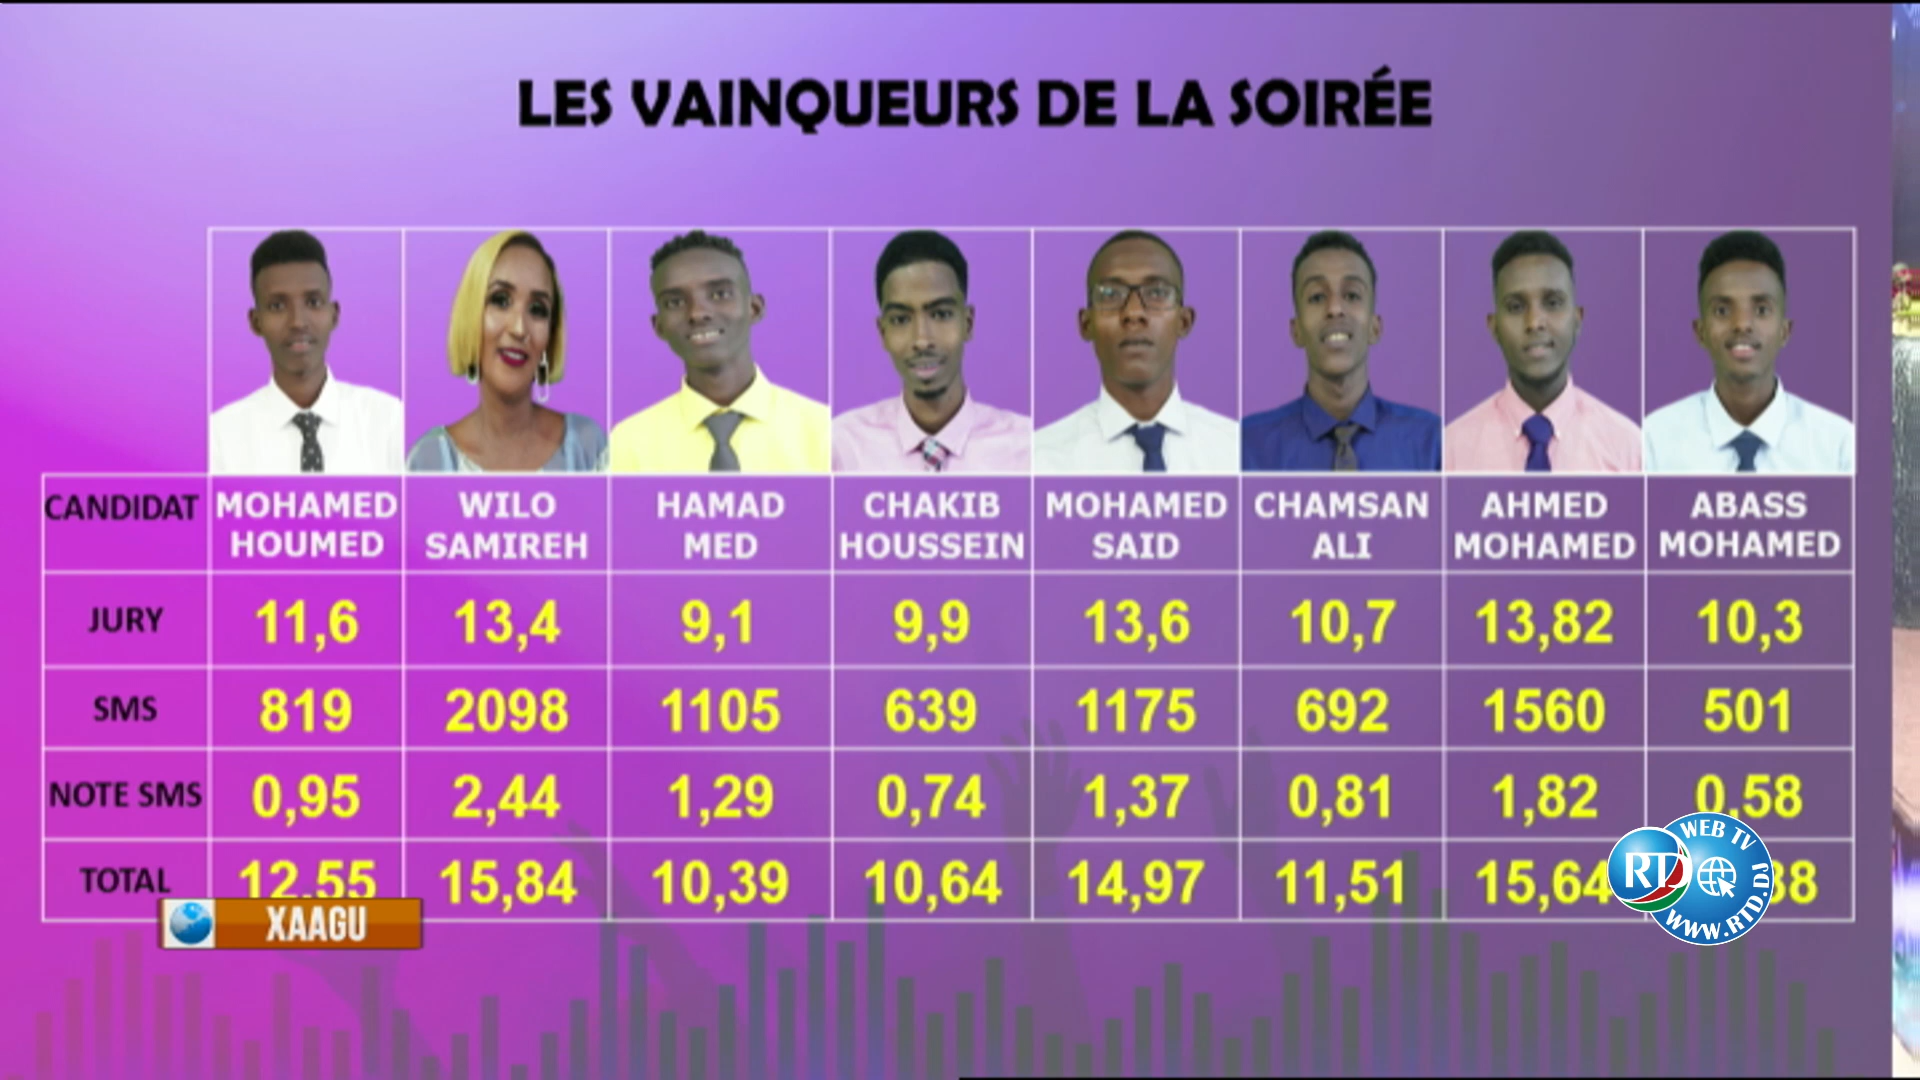 LES VAINQUEURS DE LA SOIRÉE
CANDIDAT MOHAMED HOUMED WILO SAMIREH HAMAD MED CHAKIB HOUSSEIN MOHAMED SAID CHAMSAN ALI AHMED MOHAMED ABASS MOHAMED
JURY 11,6 13,4 9,1 9,9 13,6 10,7 13,82 10,3
SMS 819 2098 1105 639 1175 692 1560 501
NOTE SMS 0,95 2,44 1,29 0,74 1,37 0,81 1,82 0,58
TOTAL 12,55 15,84 10,39 10,64 14,97 11,51 15,64
XAAGU
WEB TV
RTD
WWW.RTD.DJ